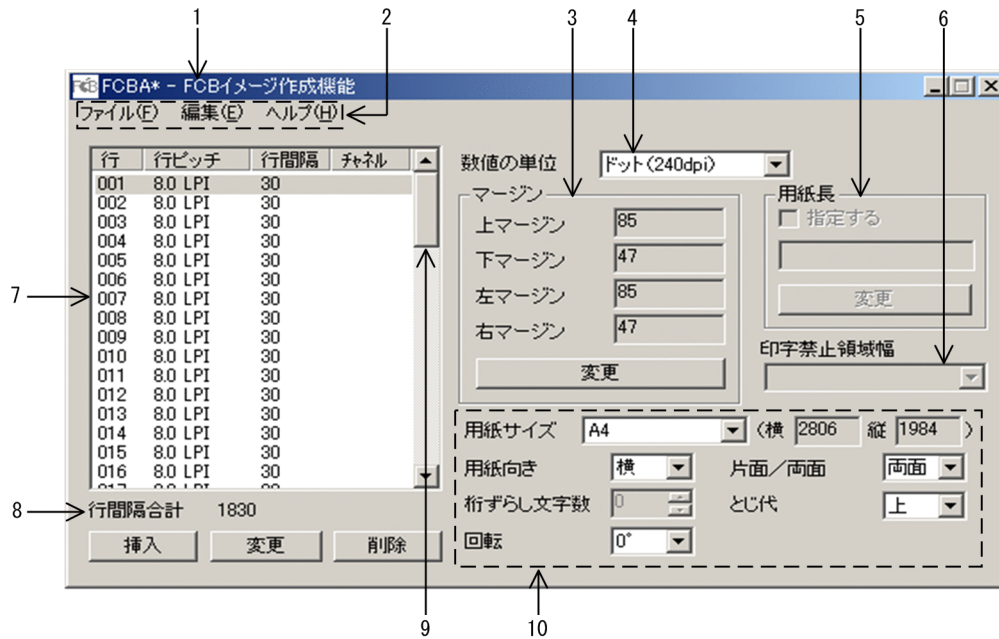 1
2
3
4
5
6
FCB FCBA* - FCBイメージ作成機能
ファイル(F) 編集(E) ヘルプ(H)
行 行ピッチ 行間隔 チャネル
001 8.0 LPI 30
002 8.0 LPI 30
003 8.0 LPI 30
004 8.0 LPI 30
005 8.0 LPI 30
006 8.0 LPI 30
007 8.0 LPI 30
008 8.0 LPI 30
009 8.0 LPI 30
010 8.0 LPI 30
011 8.0 LPI 30
012 8.0 LPI 30
013 8.0 LPI 30
014 8.0 LPI 30
015 8.0 LPI 30
016 8.0 LPI 30
7
行間隔合計 1830
8
挿入 変更 削除
数値の単位 ドット(240dpi)
マージン
上マージン 85
下マージン 47
左マージン 85
右マージン 47
変更
用紙長
指定する
変更
印字禁止領域幅
用紙サイズ A4 (横 2806 縦 1984 )
用紙向き 横 片面/両面 両面
桁ずらし文字数 0 とじ代 上
回転 0°
9
10